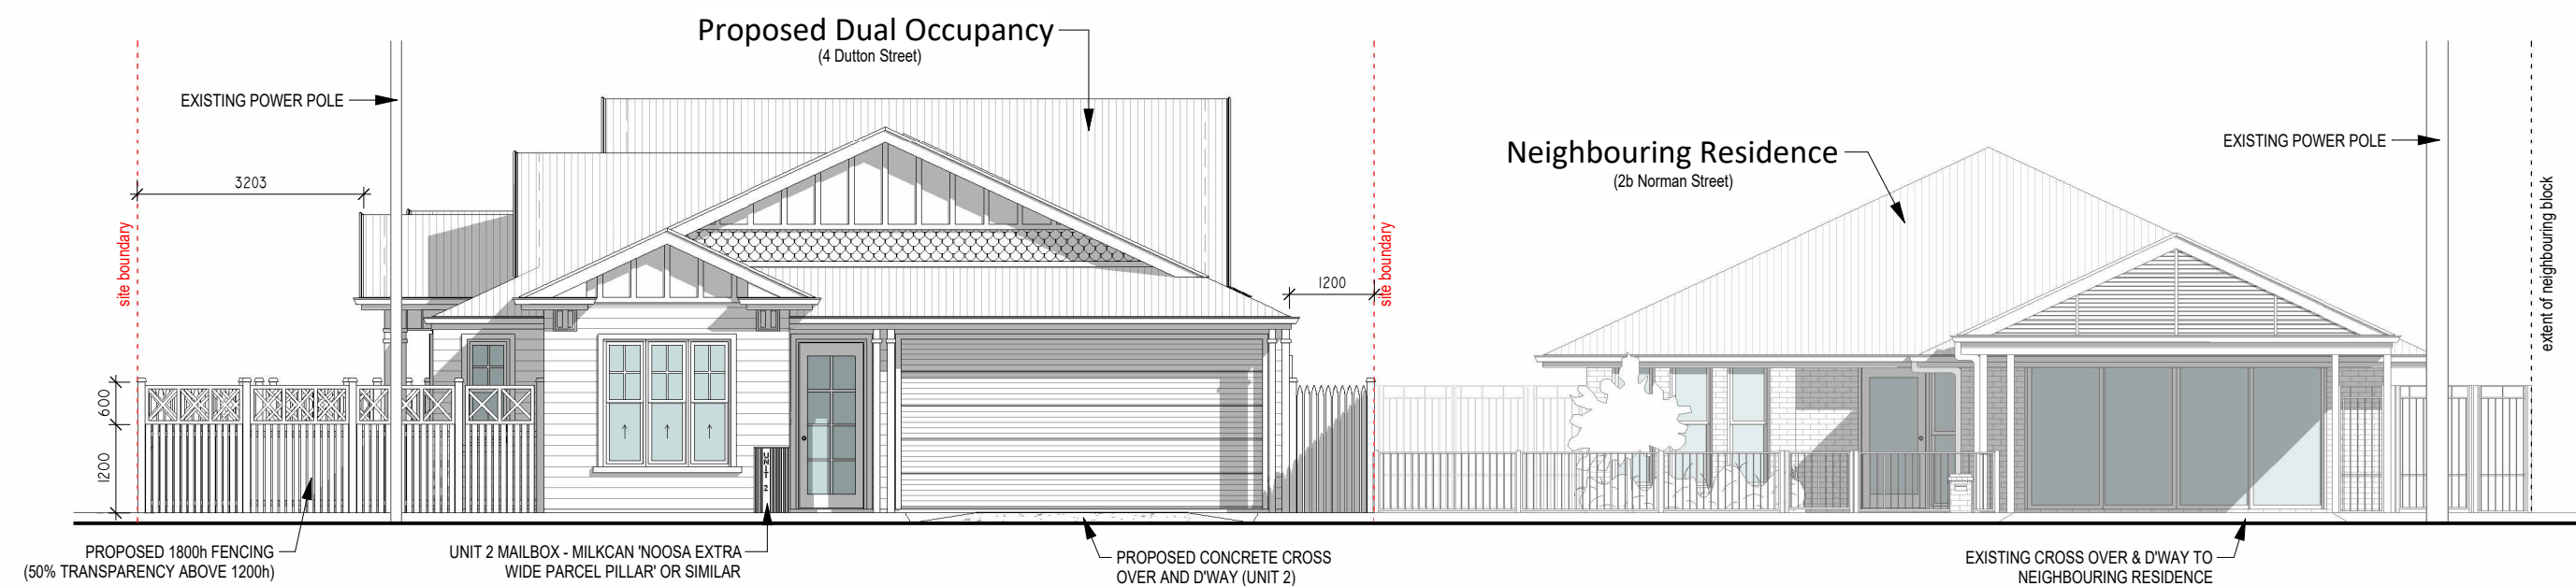 Proposed Dual Occupancy
(4 Dutton Street)
EXISTING POWER POLE
3203
site boundary
600
1200
PROPOSED 1800h FENCING
(50% TRANSPARENCY ABOVE 1200h)
UNIT 2
UNIT 2 MAILBOX - MILKCAN 'NOOSA EXTRA
WIDE PARCEL PILLAR' OR SIMILAR
PROPOSED CONCRETE CROSS
OVER AND D'WAY (UNIT 2)
1200
site boundary
Neighbouring Residence
(2b Norman Street)
EXISTING POWER POLE
extent of neighbouring block
EXISTING CROSS OVER & D'WAY TO
NEIGHBOURING RESIDENCE